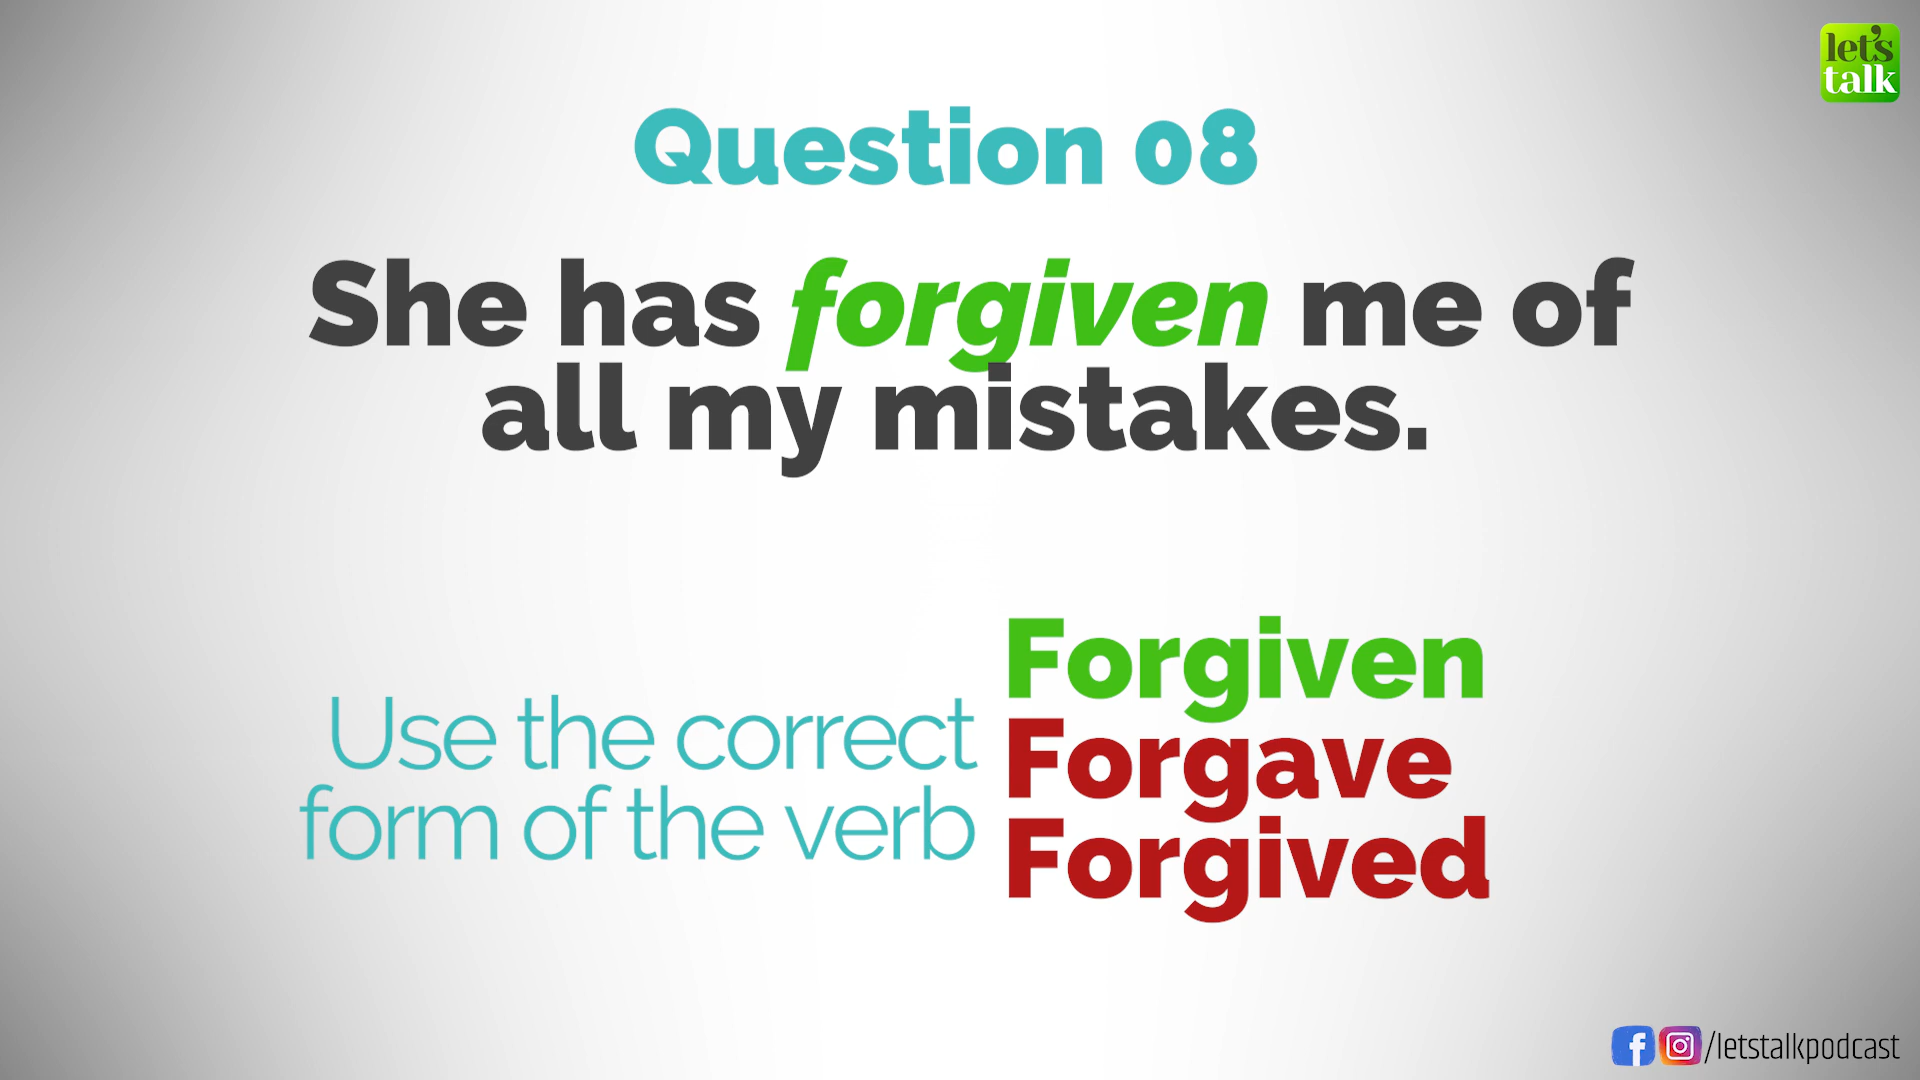 let's
talk
Question 08
She has forgiven me of
all my mistakes.
Use the correct
form of the verb
Forgiven
Forgave
Forgived
/letstalkpodcast